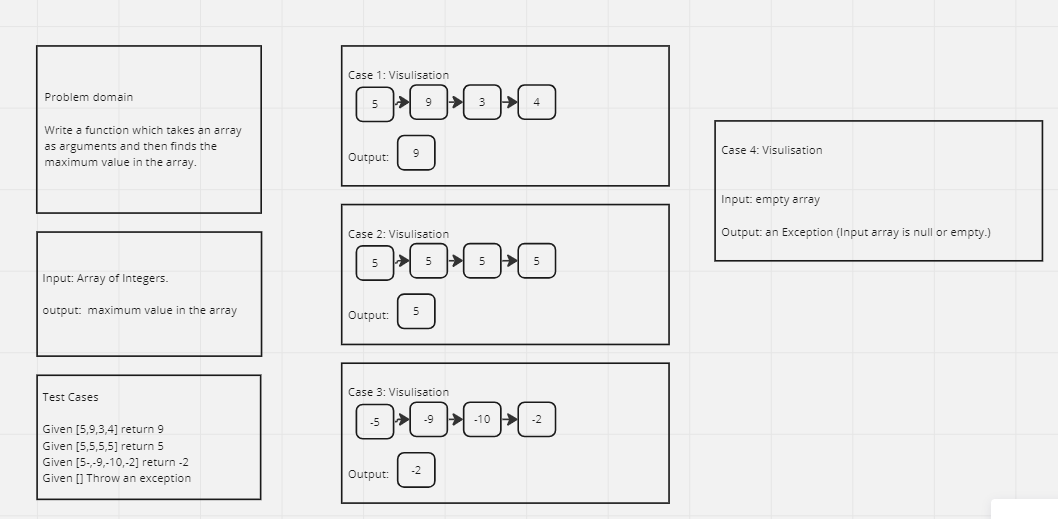 Problem domain
Write a function which takes an array
as arguments and then finds the
maximum value in the array.
Input: Array of Integers.
output:  maximum value in the array
Test Cases
Given [5,9,3,4] return 9
Given [5,5,5,5] return 5
Given [5-,-9,-10,-2] return -2
Given [] Throw an exception
Case 1: Visulisation
5 9 3 4
Output: 9
Case 2: Visulisation
5 5 5 5
Output: 5
Case 3: Visulisation
-5 -9 -10 -2
Output: -2
Case 4: Visulisation
Input: empty array
Output: an Exception (Input array is null or empty.)